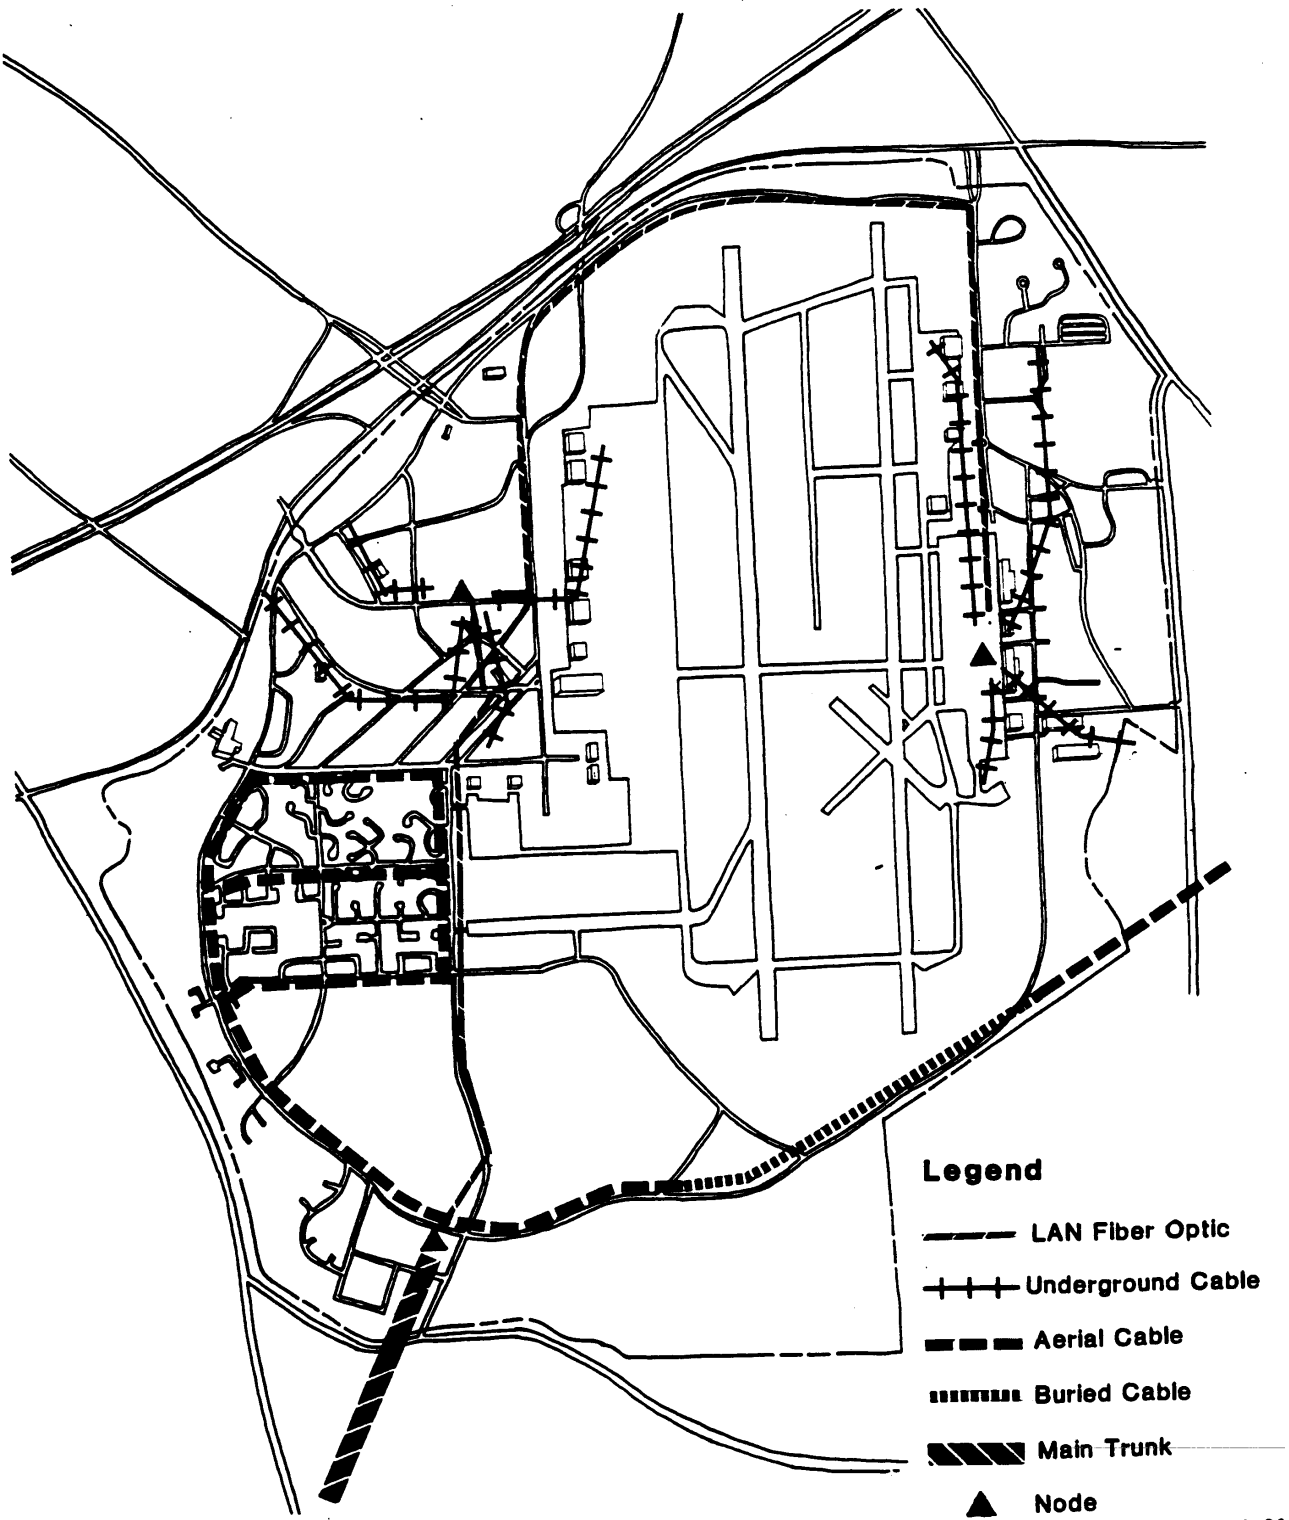 Legend
LAN Fiber Optic
Underground Cable
Aerial Cable
Buried Cable
Main Trunk
Node